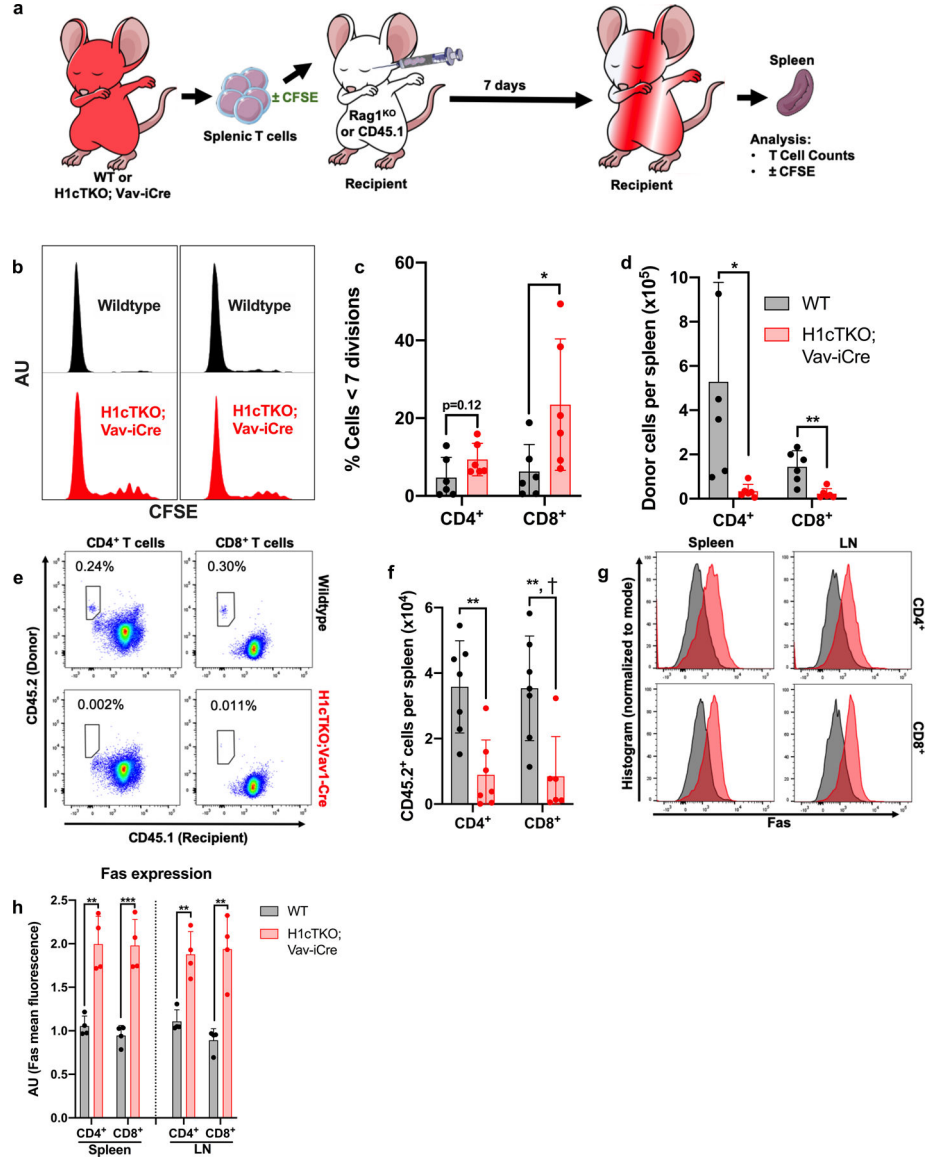 a
± CFSE
Splenic T cells
WT or
H1cTKO; Vav-iCre
Rag1KO
or CD45.1
Recipient
7 days
Recipient
Spleen
Analysis:
• T Cell Counts
• ± CFSE
b
AU
Wildtype
Wildtype
H1cTKO;
Vav-iCre
H1cTKO;
Vav-iCre
CFSE
c
% Cells < 7 divisions
60
40
20
0
p=0.12
*
CD4+
CD8+
d
Donor cells per spleen (x10⁵)
10
8
6
4
2
0
*
**
CD4+
CD8+
WT
H1cTKO;
Vav-iCre
e
CD4+ T cells
CD8+ T cells
0.24%
0.30%
Wildtype
0.002%
0.011%
H1cTKO;Vav1-Cre
CD45.2 (Donor)
CD45.1 (Recipient)
f
CD45.2+ cells per spleen (x10⁴)
6
4
2
0
**
**, †
CD4+
CD8+
g
Spleen
LN
CD4+
CD8+
Histogram (normalized to mode)
Fas
h
Fas expression
AU (Fas mean fluorescence)
2.5
2.0
1.5
1.0
0.5
0.0
**
***
**
**
CD4+
CD8+
CD4+
CD8+
Spleen
LN
WT
H1cTKO;
Vav-iCre